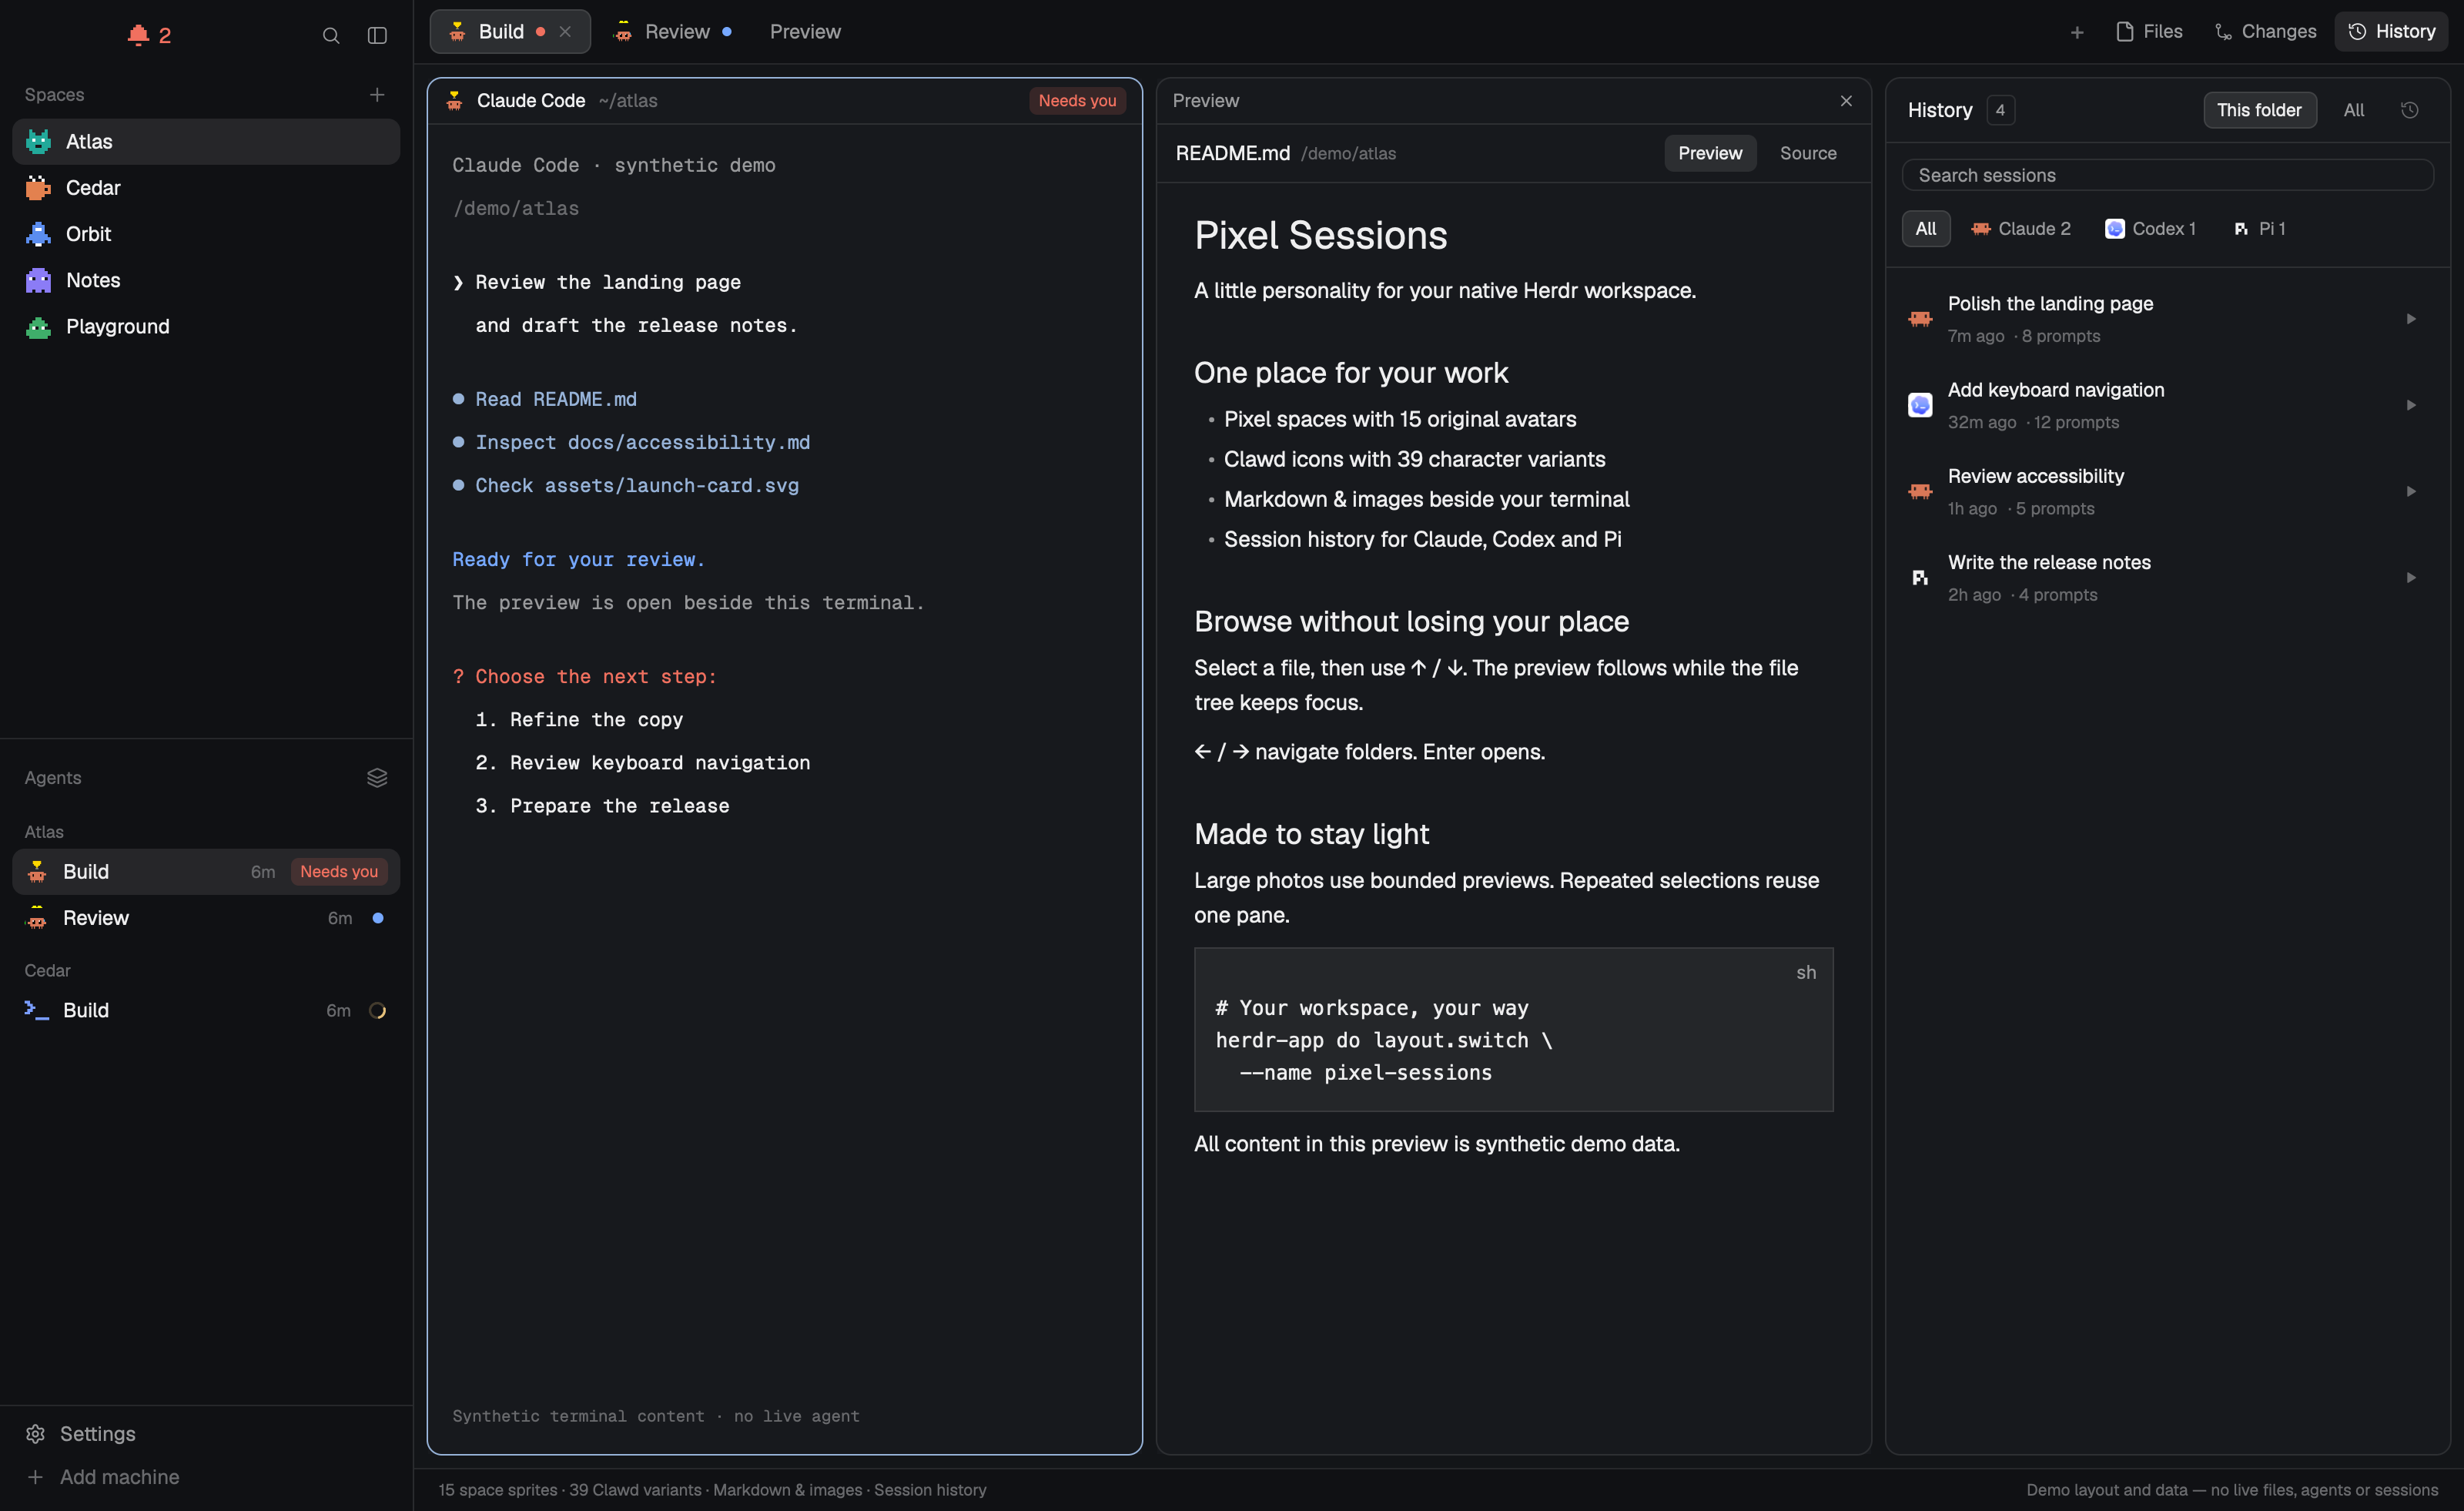 2
Spaces
Atlas
Cedar
Orbit
Notes
Playground
Agents
Atlas
Build 6m Needs you
Review 6m
Cedar
Build 6m
Settings
Add machine
Build
Review
Preview
Files
Changes
History
Claude Code ~/atlas Needs you
Claude Code · synthetic demo
/demo/atlas
❯ Review the landing page
and draft the release notes.
● Read README.md
● Inspect docs/accessibility.md
● Check assets/launch-card.svg
Ready for your review.
The preview is open beside this terminal.
? Choose the next step:
1. Refine the copy
2. Review keyboard navigation
3. Prepare the release
Synthetic terminal content · no live agent
Preview
README.md /demo/atlas Preview Source
Pixel Sessions
A little personality for your native Herdr workspace.
One place for your work
• Pixel spaces with 15 original avatars
• Clawd icons with 39 character variants
• Markdown & images beside your terminal
• Session history for Claude, Codex and Pi
Browse without losing your place
Select a file, then use ↑ / ↓. The preview follows while the file
tree keeps focus.
← / → navigate folders. Enter opens.
Made to stay light
Large photos use bounded previews. Repeated selections reuse
one pane.
sh
# Your workspace, your way
herdr-app do layout.switch \
--name pixel-sessions
All content in this preview is synthetic demo data.
History 4 This folder All
Search sessions
All Claude 2 Codex 1 Pi 1
Polish the landing page
7m ago · 8 prompts
Add keyboard navigation
32m ago · 12 prompts
Review accessibility
1h ago · 5 prompts
Write the release notes
2h ago · 4 prompts
15 space sprites · 39 Clawd variants · Markdown & images · Session history
Demo layout and data — no live files, agents or sessions